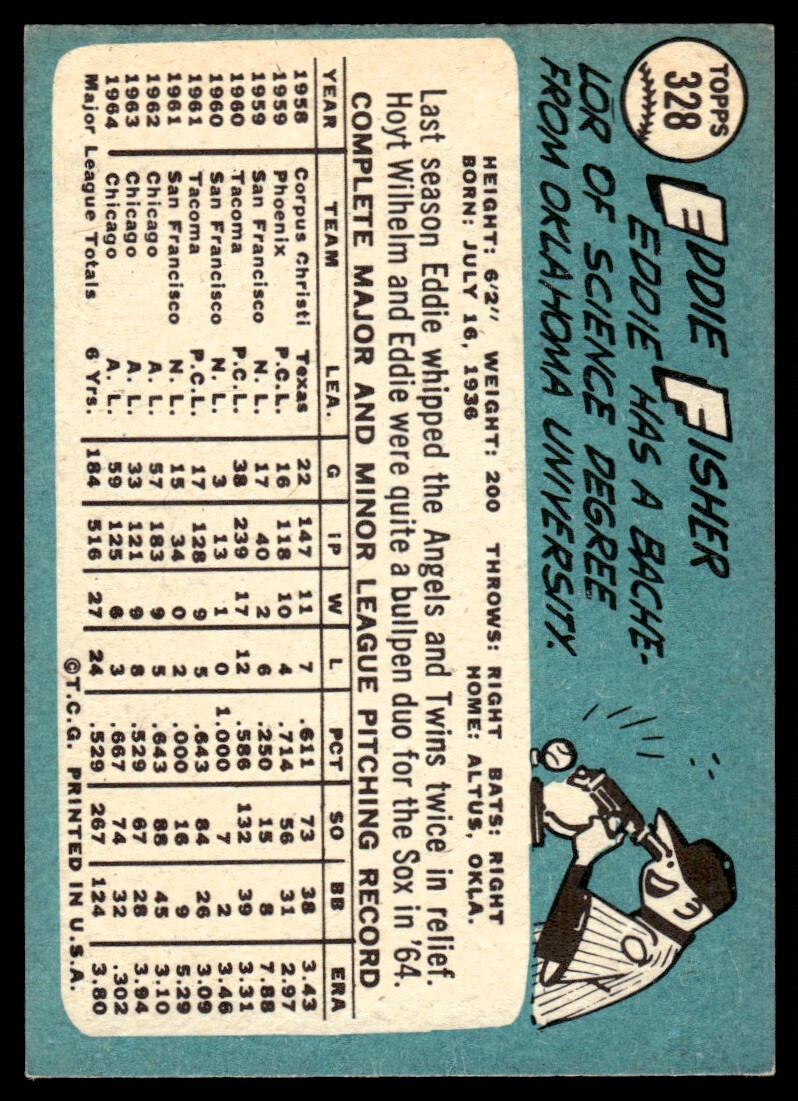 TOPPS
328
EDDIE FISHER
EDDIE HAS A BACHE-
LOR OF SCIENCE DEGREE
FROM OKLAHOMA UNIVERSITY.
HEIGHT: 6'2" WEIGHT: 200 THROWS: RIGHT BATS: RIGHT
BORN: JULY 16, 1936 HOME: ALTUS, OKLA.
Last season Eddie whipped the Angels and Twins twice in relief.
Hoyt Wilhelm and Eddie were quite a bullpen duo for the Sox in '64.
COMPLETE MAJOR AND MINOR LEAGUE PITCHING RECORD
YEAR TEAM LEA. G IP W L PCT SO BB ERA
1958 Corpus Christi Texas 22 147 11 7 .611 73 38 3.43
1959 Phoenix P.C.L. 16 118 10 4 .714 56 31 2.97
1959 San Francisco N. L. 17 40 2 6 .250 15 8 7.88
1960 Tacoma P.C.L. 38 239 17 12 .586 132 39 3.31
1960 San Francisco N. L. 3 13 1 0 1.000 7 2 3.46
1961 Tacoma P.C.L. 17 128 9 5 .643 84 26 3.09
1961 San Francisco N. L. 15 34 0 2 .000 16 9 5.29
1962 Chicago A. L. 57 183 9 5 .643 88 45 3.10
1963 Chicago A. L. 33 121 9 8 .529 67 28 3.94
1964 Chicago A. L. 59 125 6 3 .667 74 32 .302
Major League Totals 6 Yrs. 184 516 27 24 .529 267 124 3.80
©T.C.G. PRINTED IN U.S.A.